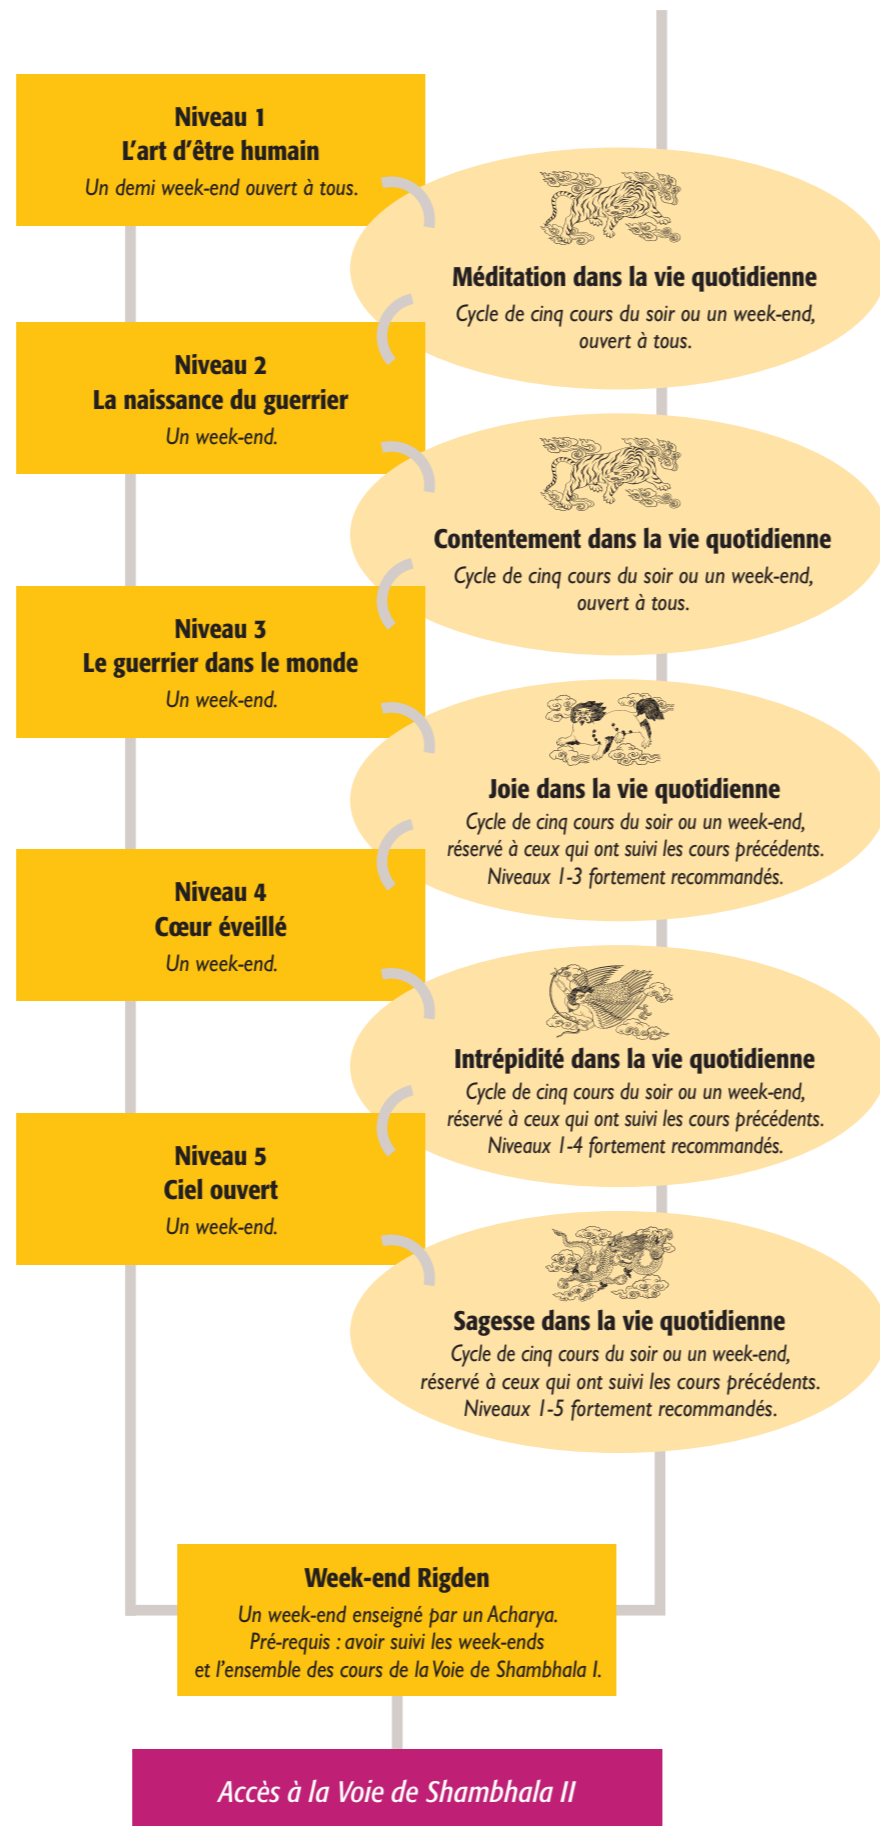 Niveau 1
L’art d’être humain
Un demi week-end ouvert à tous.
Méditation dans la vie quotidienne
Cycle de cinq cours du soir ou un week-end,
ouvert à tous.
Niveau 2
La naissance du guerrier
Un week-end.
Contentement dans la vie quotidienne
Cycle de cinq cours du soir ou un week-end,
ouvert à tous.
Niveau 3
Le guerrier dans le monde
Un week-end.
Joie dans la vie quotidienne
Cycle de cinq cours du soir ou un week-end,
réservé à ceux qui ont suivi les cours précédents.
Niveaux 1-3 fortement recommandés.
Niveau 4
Cœur éveillé
Un week-end.
Intrépidité dans la vie quotidienne
Cycle de cinq cours du soir ou un week-end,
réservé à ceux qui ont suivi les cours précédents.
Niveaux 1-4 fortement recommandés.
Niveau 5
Ciel ouvert
Un week-end.
Sagesse dans la vie quotidienne
Cycle de cinq cours du soir ou un week-end,
réservé à ceux qui ont suivi les cours précédents.
Niveaux 1-5 fortement recommandés.
Week-end Rigden
Un week-end enseigné par un Acharya.
Pré-requis : avoir suivi les week-ends
et l’ensemble des cours de la Voie de Shambhala I.
Accès à la Voie de Shambhala II